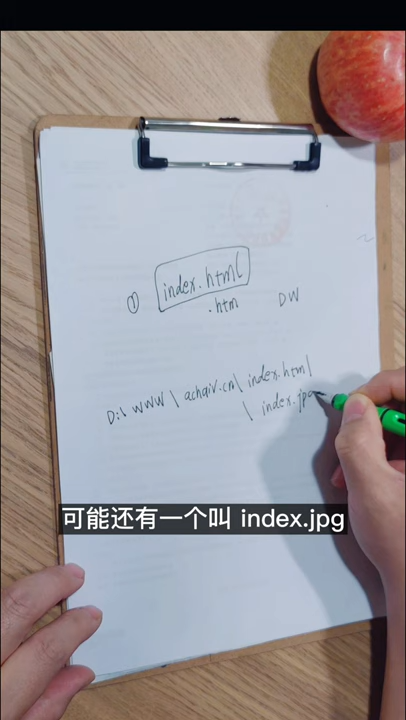 ① index.html
.htm DW
D:\ WWW \ achaiv.cn\ index.html
\ index.jpg
可能还有一个叫 index.jpg